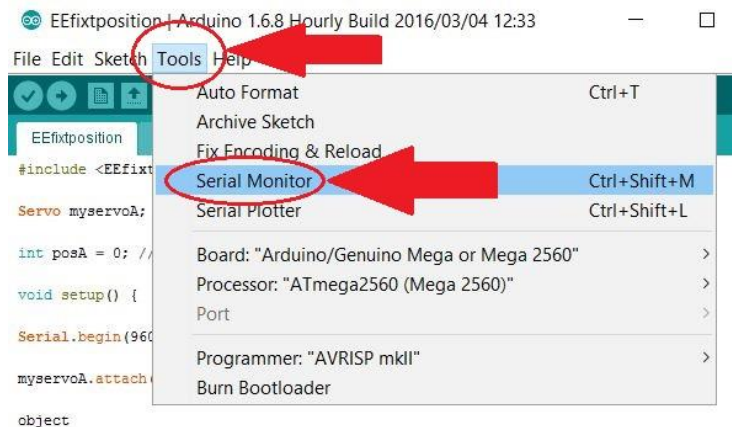 EEfixtposition | Arduino 1.6.8 Hourly Build 2016/03/04 12:33
File Edit Sketch Tools Help
Auto Format Ctrl+T
EEfixtposition
Archive Sketch
Fix Encoding & Reload
#include <EEfixt
Serial Monitor Ctrl+Shift+M
Servo myservoA;
Serial Plotter Ctrl+Shift+L
int posA = 0; //
Board: "Arduino/Genuino Mega or Mega 2560"
Processor: "ATmega2560 (Mega 2560)"
void setup() {
Port
Serial.begin(960
Programmer: "AVRISP mkII"
myservoA.attach(
Burn Bootloader
object